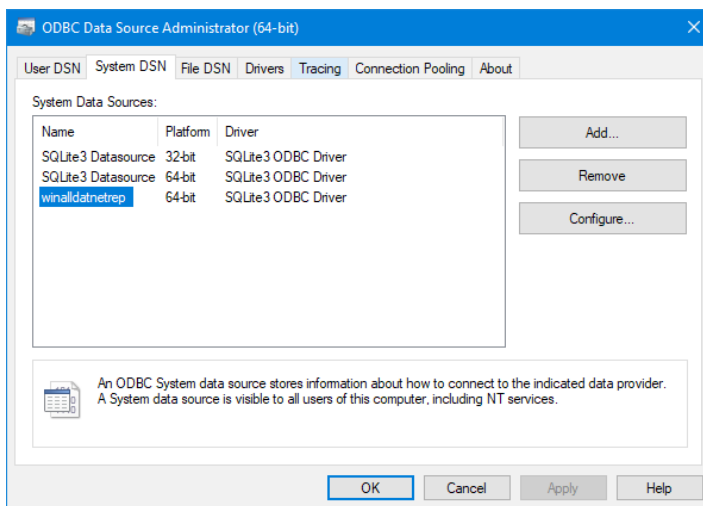 ODBC Data Source Administrator (64-bit)
User DSN System DSN File DSN Drivers Tracing Connection Pooling About
System Data Sources:
Name Platform Driver
SQLite3 Datasource 32-bit SQLite3 ODBC Driver
SQLite3 Datasource 64-bit SQLite3 ODBC Driver
winalldatnetrep 64-bit SQLite3 ODBC Driver
Add...
Remove
Configure...
An ODBC System data source stores information about how to connect to the indicated data provider.
A System data source is visible to all users of this computer, including NT services.
OK Cancel Apply Help